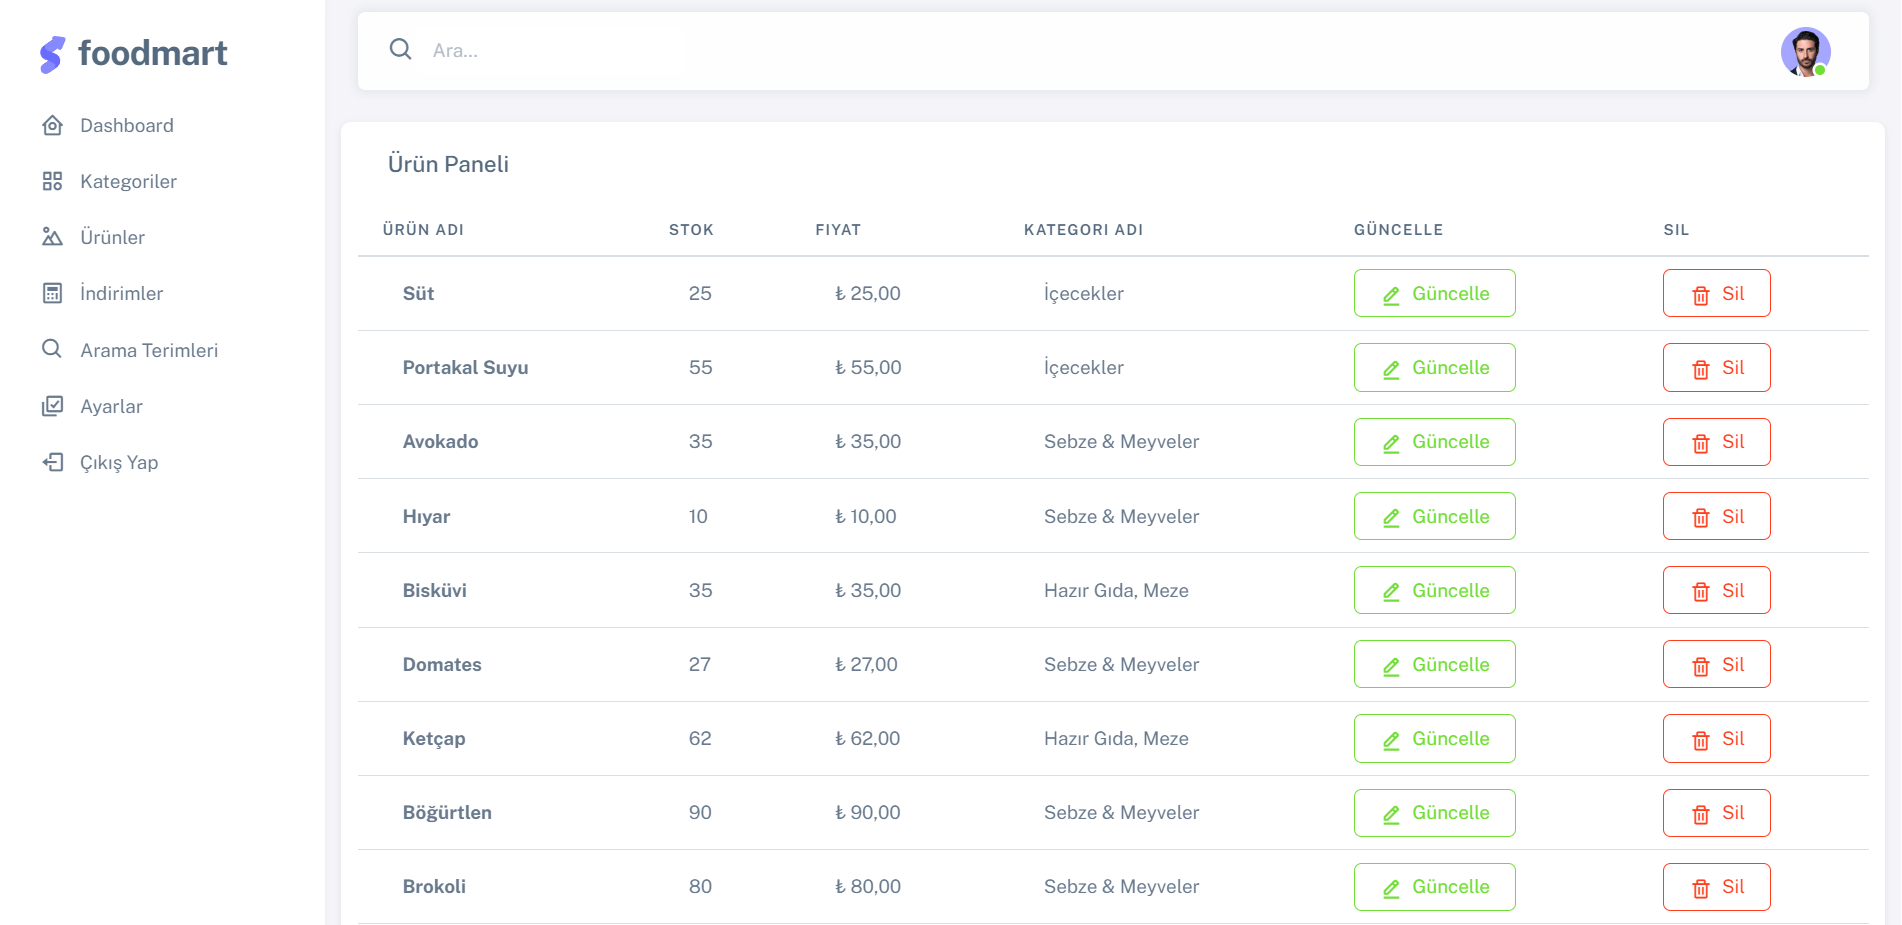 foodmart
Ara...
Dashboard
Kategoriler
Ürünler
İndirimler
Arama Terimleri
Ayarlar
Çıkış Yap
Ürün Paneli
ÜRÜN ADI STOK FIYAT KATEGORI ADI GÜNCELLE SIL
Süt 25 ₺ 25,00 İçecekler Güncelle Sil
Portakal Suyu 55 ₺ 55,00 İçecekler Güncelle Sil
Avokado 35 ₺ 35,00 Sebze & Meyveler Güncelle Sil
Hıyar 10 ₺ 10,00 Sebze & Meyveler Güncelle Sil
Bisküvi 35 ₺ 35,00 Hazır Gıda, Meze Güncelle Sil
Domates 27 ₺ 27,00 Sebze & Meyveler Güncelle Sil
Ketçap 62 ₺ 62,00 Hazır Gıda, Meze Güncelle Sil
Böğürtlen 90 ₺ 90,00 Sebze & Meyveler Güncelle Sil
Brokoli 80 ₺ 80,00 Sebze & Meyveler Güncelle Sil